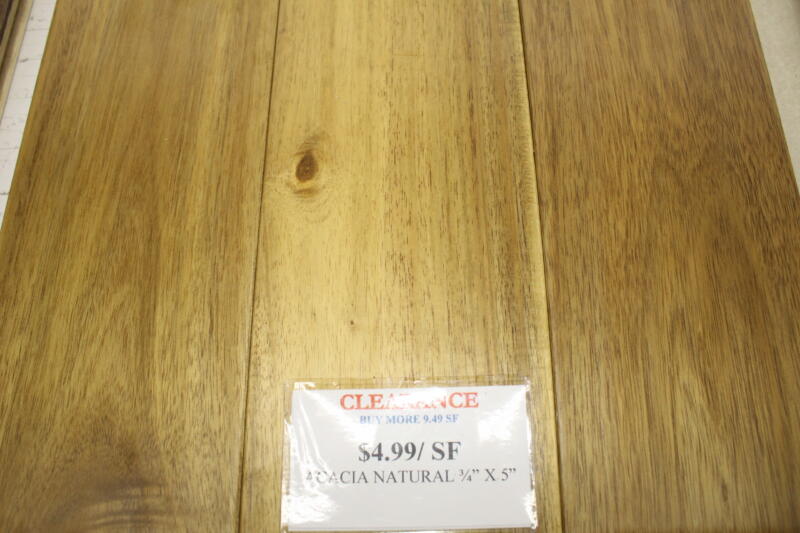 CLEARANCE
BUY MORE 9.49 SF
$4.99/ SF
ACACIA NATURAL ¾” X 5”